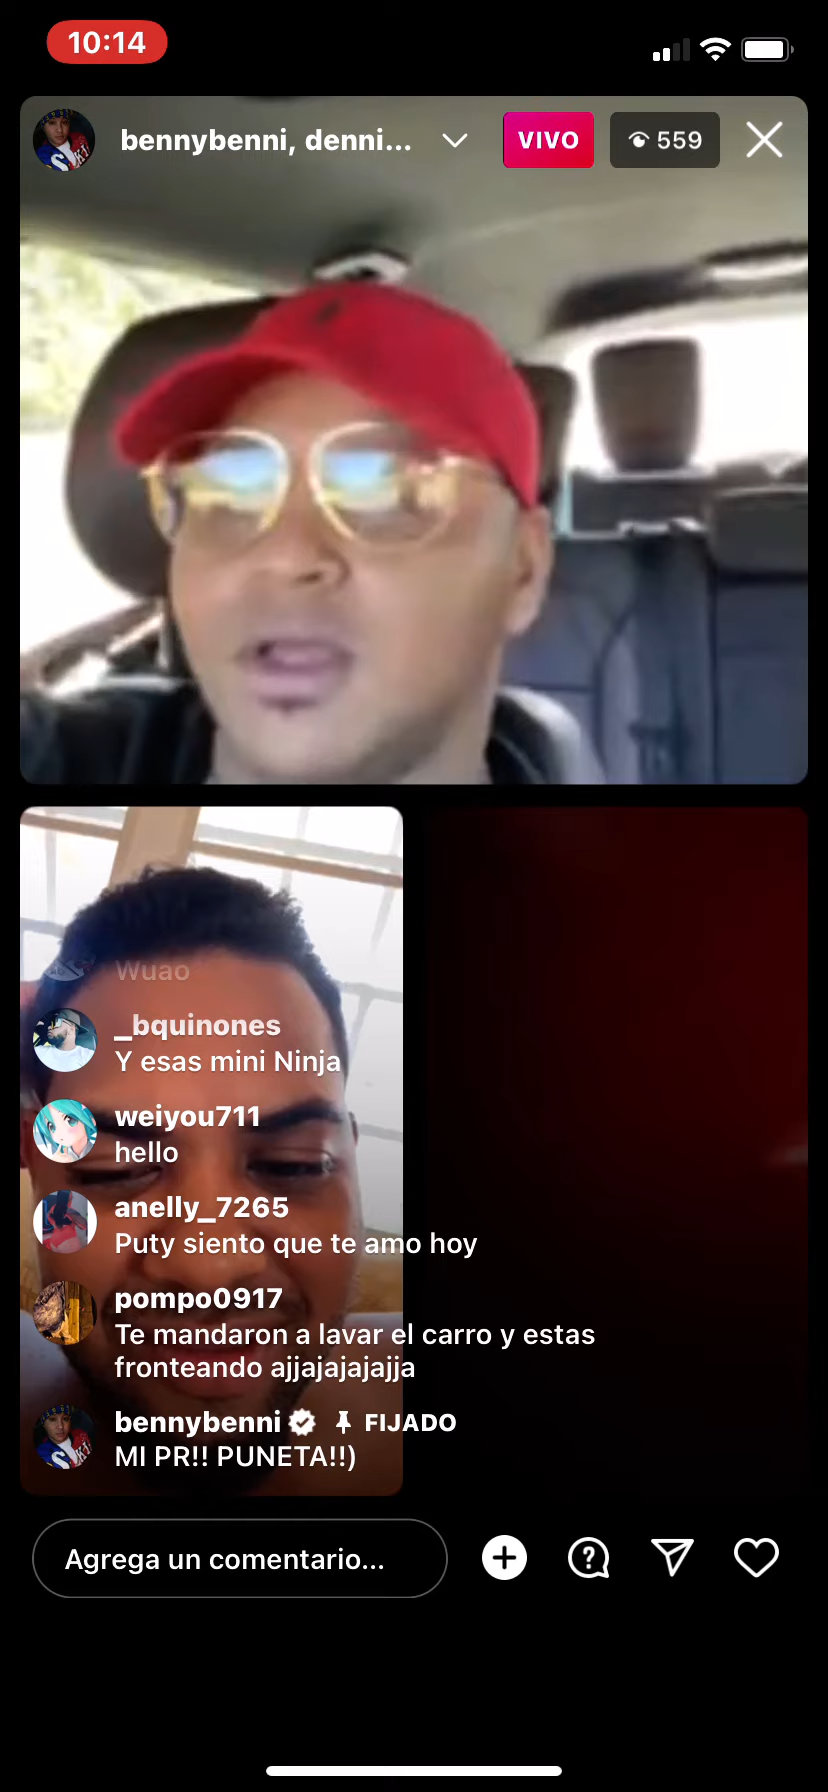 10:14
bennybenni, denni...
VIVO
559
Wuao
_bquinones
Y esas mini Ninja
weiyou711
hello
anelly_7265
Puty siento que te amo hoy
pompo0917
Te mandaron a lavar el carro y estas
fronteando ajjajajajajja
bennybenni FIJADO
MI PR!! PUNETA!!)
Agrega un comentario...